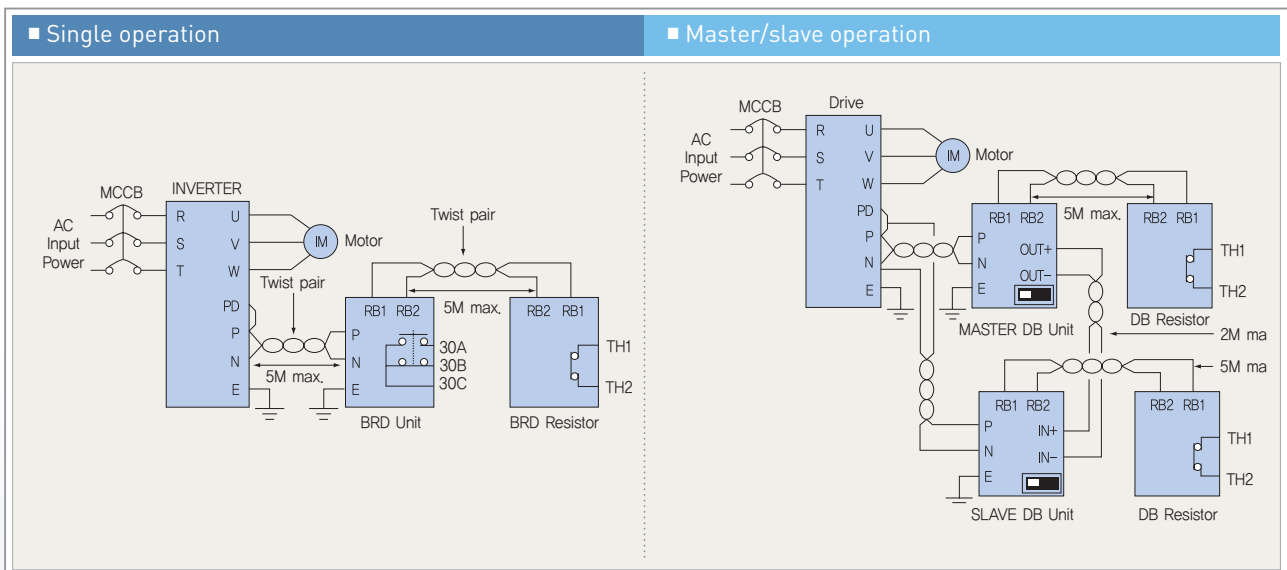 ■ Single operation
■ Master/slave operation
MCCB
INVERTER
AC
Input
Power
R
S
T
U
V
W
PD
P
N
E
IM
Motor
Twist pair
5M max.
Twist pair
5M max.
RB1 RB2
P
N
E
30A
30B
30C
BRD Unit
RB2 RB1
TH1
TH2
BRD Resistor
MCCB
Drive
AC
Input
Power
R
S
T
U
V
W
PD
P
N
E
IM
Motor
RB1 RB2
5M max.
P
N
E
OUT+
OUT-
MASTER DB Unit
RB2 RB1
TH1
TH2
DB Resistor
2M ma
5M ma
RB1 RB2
P
N
E
IN+
IN-
SLAVE DB Unit
RB2 RB1
TH1
TH2
DB Resistor